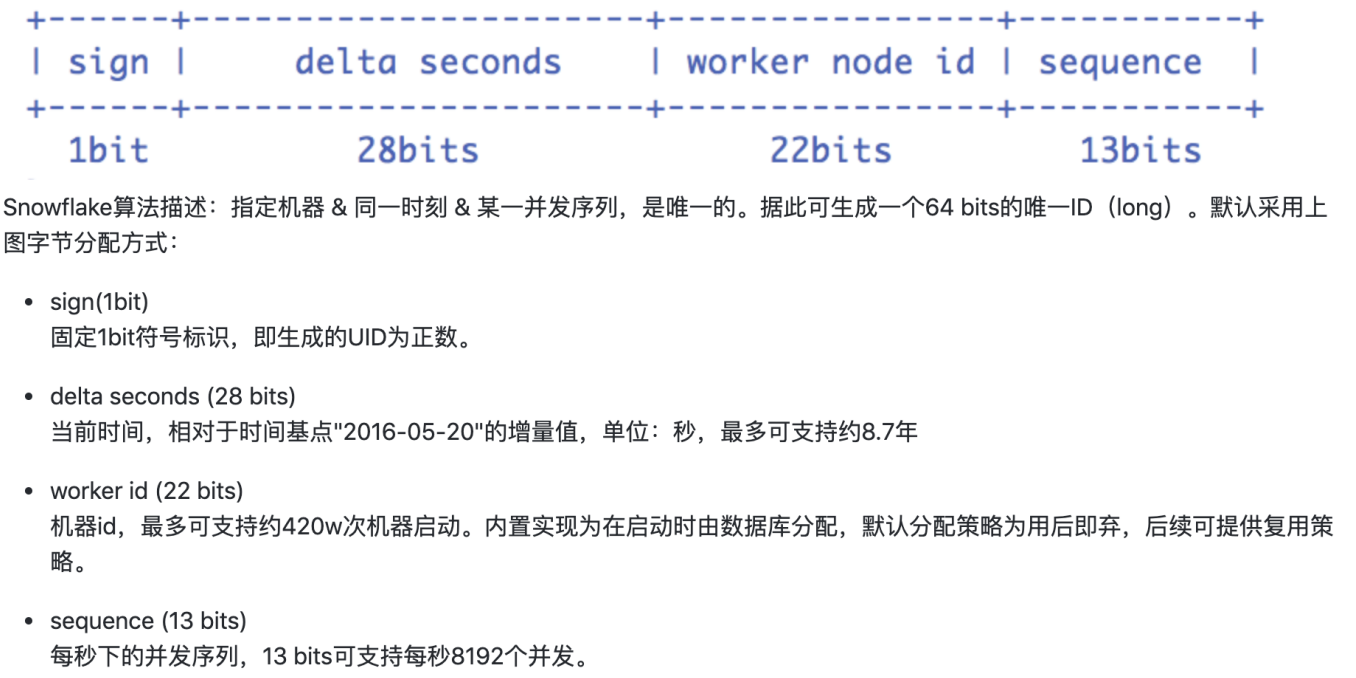 +------+----------------------+----------------+-----------+
| sign |     delta seconds    | worker node id | sequence  |
+------+----------------------+----------------+-----------+
  1bit          28bits              22bits         13bits
Snowflake算法描述：指定机器 & 同一时刻 & 某一并发序列，是唯一的。据此可生成一个64 bits的唯一ID（long）。默认采用上
图字节分配方式：
• sign(1bit)
固定1bit符号标识，即生成的UID为正数。
• delta seconds (28 bits)
当前时间，相对于时间基点"2016-05-20"的增量值，单位：秒，最多可支持约8.7年
• worker id (22 bits)
机器id，最多可支持约420w次机器启动。内置实现为在启动时由数据库分配，默认分配策略为用后即弃，后续可提供复用策
略。
• sequence (13 bits)
每秒下的并发序列，13 bits可支持每秒8192个并发。